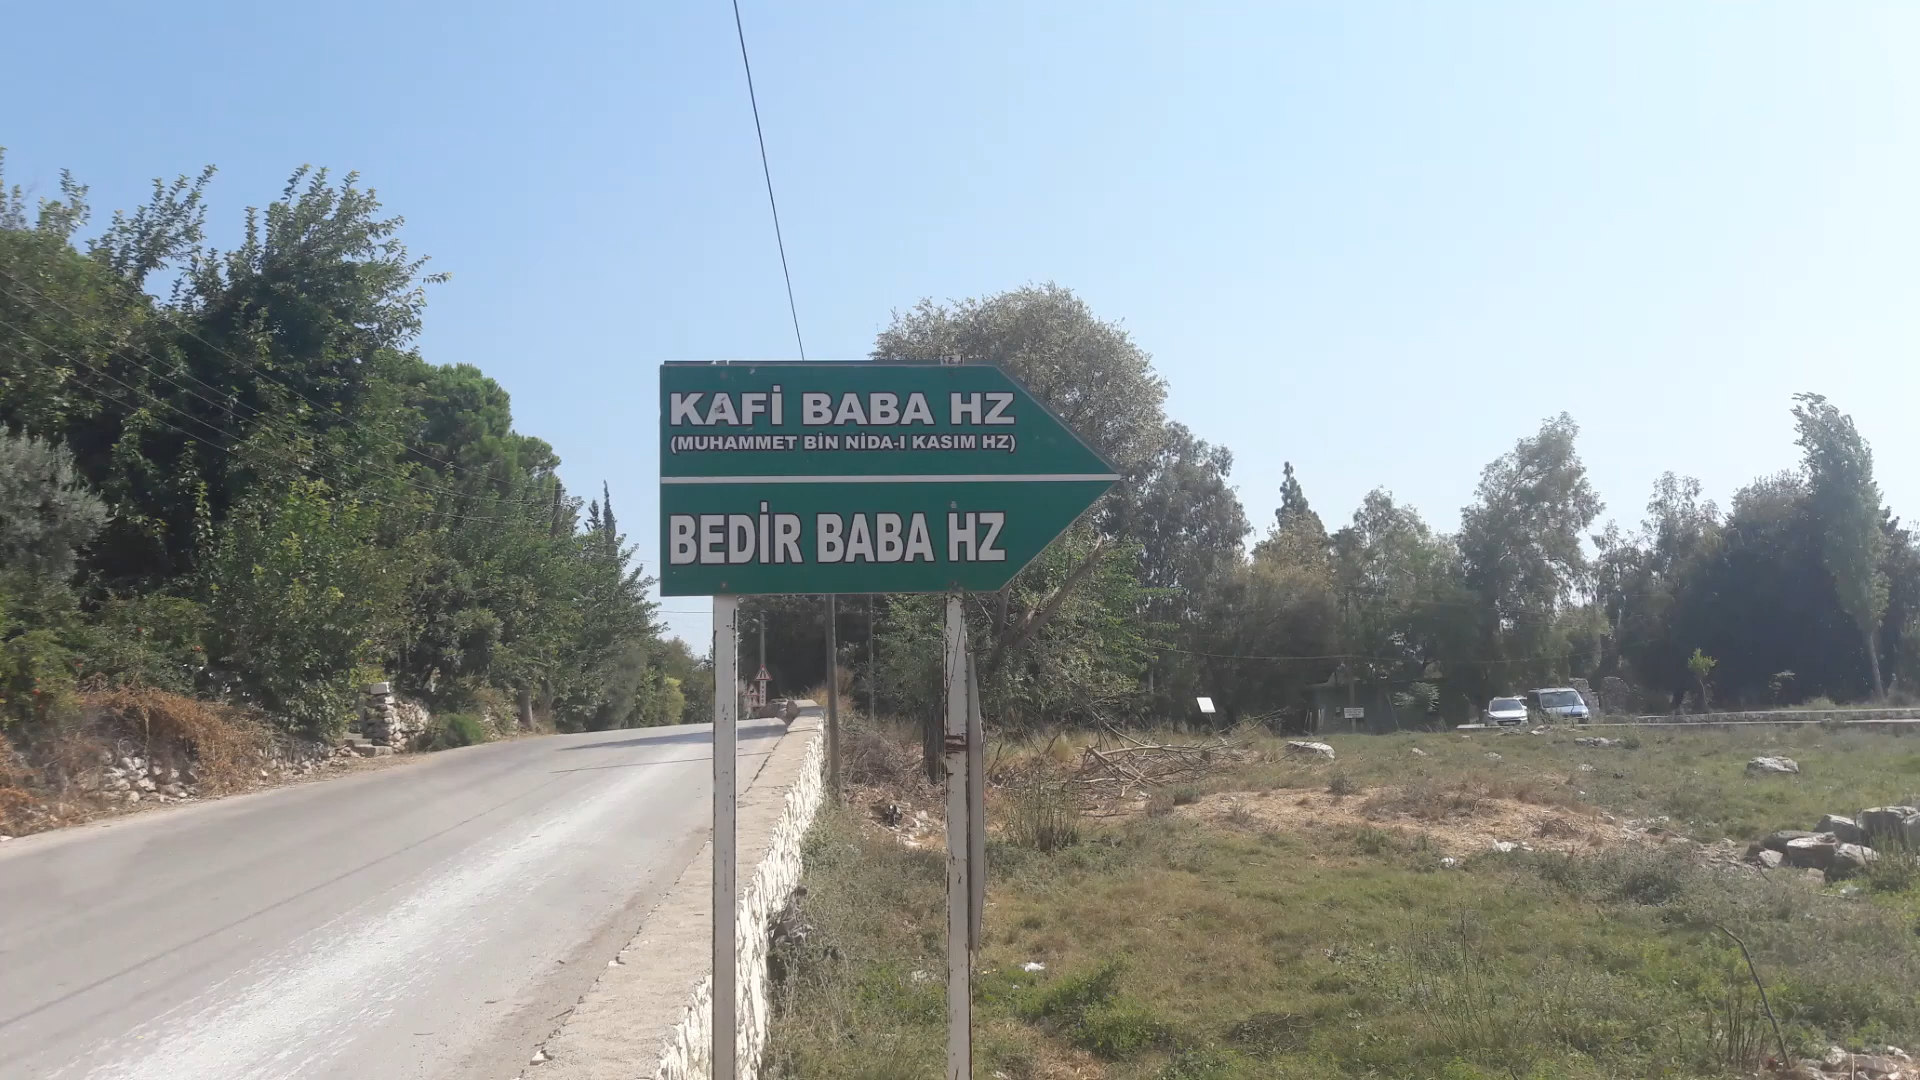 KAFİ BABA HZ
(MUHAMMET BİN NİDA-I KASIM HZ)
BEDİR BABA HZ